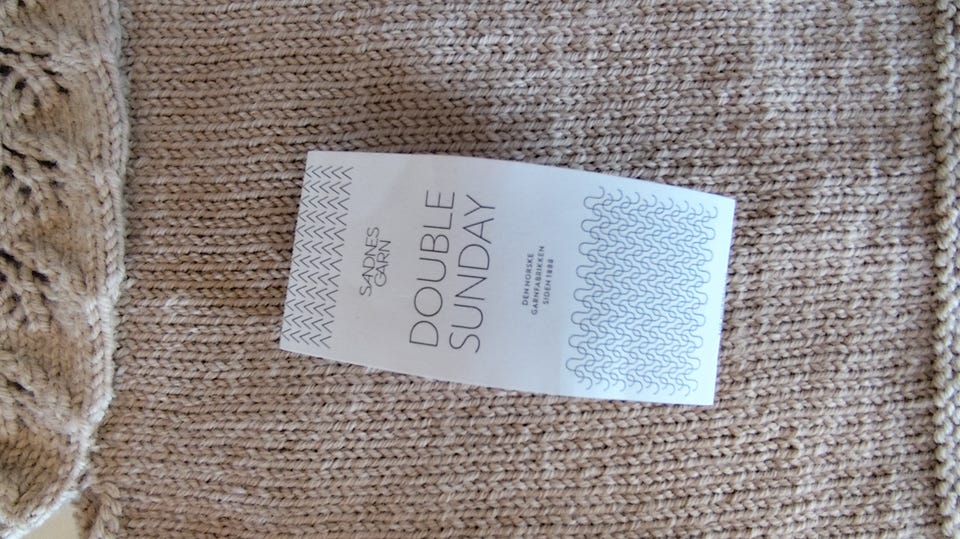 SANDNES
GARN
DOUBLE
SUNDAY
DEN NORSKE
GARNFABRIKKEN
SIDEN 1888